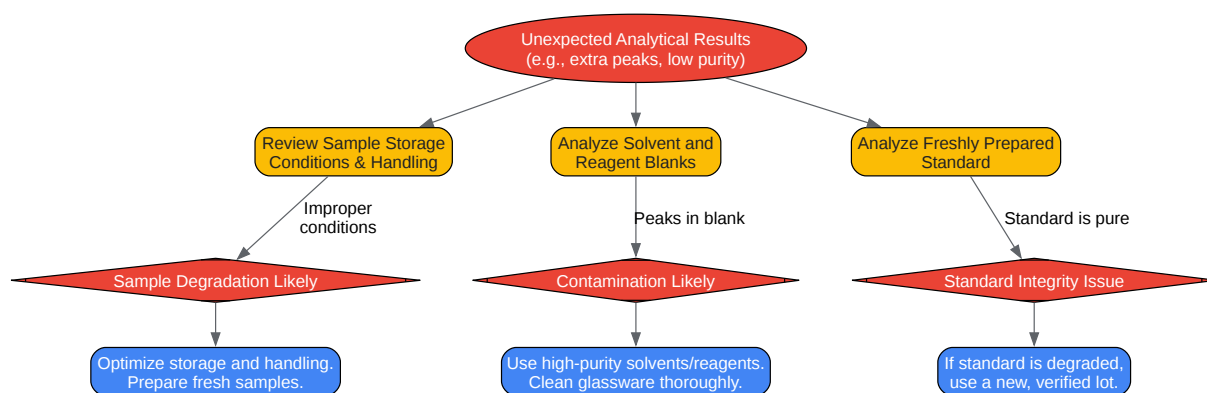 Unexpected Analytical Results
(e.g., extra peaks, low purity)
Review Sample Storage
Conditions & Handling
Analyze Solvent and
Reagent Blanks
Analyze Freshly Prepared
Standard
Improper
conditions
Peaks in blank
Standard is pure
Sample Degradation Likely
Contamination Likely
Standard Integrity Issue
Optimize storage and handling.
Prepare fresh samples.
Use high-purity solvents/reagents.
Clean glassware thoroughly.
If standard is degraded,
use a new, verified lot.